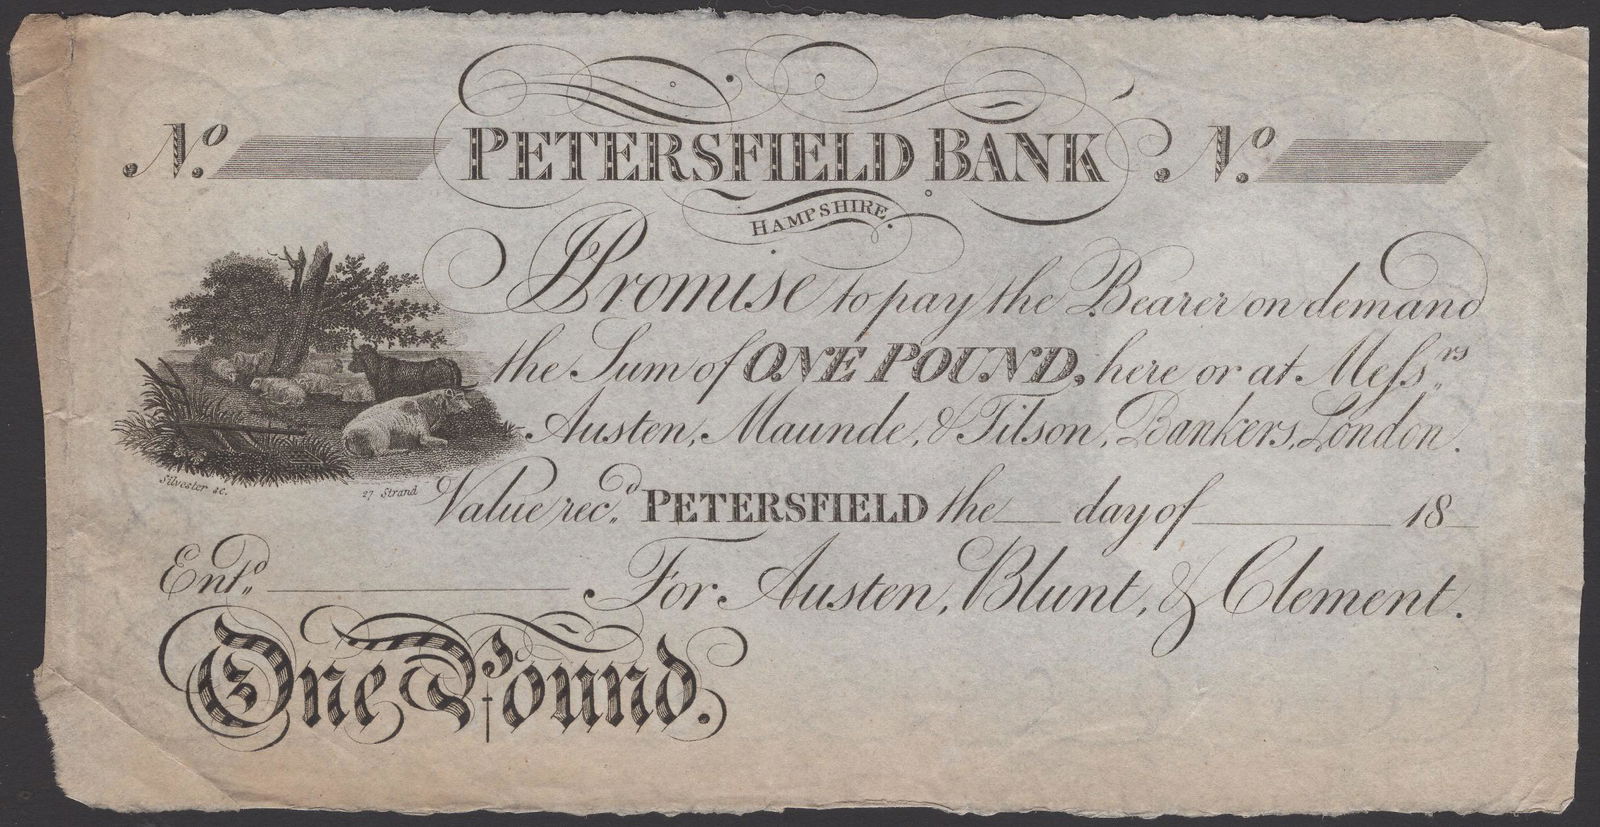 No. PETERSFIELD BANK No.
HAMPSHIRE.
I Promise to pay the Bearer on demand
the Sum of ONE POUND, here or at Meſsrs
Austen, Maunde, & Tilson, Bankers, London.
Silvester sc. 27 Strand
Value recd. PETERSFIELD the day of 18
Entd. For Austen, Blunt, & Clement.
One Pound.